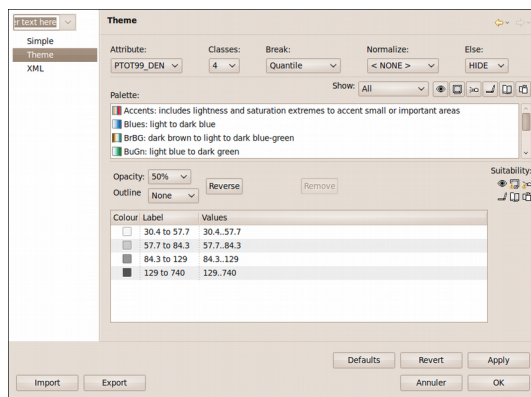 er text here
Simple
Theme
XML
Theme
Attribute: Classes: Break: Normalize: Else:
PTOT99_DEN 4 Quantile < NONE > HIDE
Show: All
Palette:
Accents: includes lightness and saturation extremes to accent small or important areas
Blues: light to dark blue
BrBG: dark brown to light to dark blue-green
BuGn: light blue to dark green
Opacity: 50%
Outline None
Reverse Remove
Suitability:
Colour Label Values
30.4 to 57.7 30.4..57.7
57.7 to 84.3 57.7..84.3
84.3 to 129 84.3..129
129 to 740 129..740
Defaults Revert Apply
Import Export Annuler OK